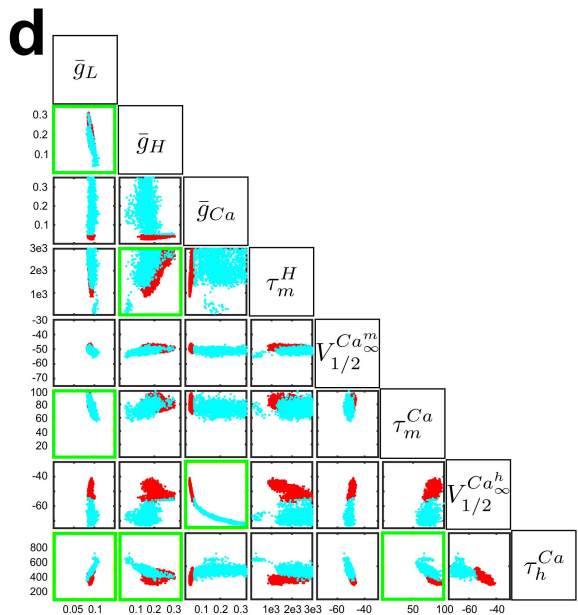 d
ḡ_L
0.3
0.2
0.1
ḡ_H
0.3
0.2
0.1
ḡ_Ca
3e3
2e3
1e3
τ_m^H
-30
-40
-50
-60
-70
V_{1/2}^{Ca_∞^m}
100
80
60
40
20
τ_m^{Ca}
-40
-60
V_{1/2}^{Ca_∞^h}
800
600
400
200
τ_h^{Ca}
0.05 0.1 0.1 0.2 0.3 0.1 0.2 0.3 1e3 2e3 3e3 -60 -40 50 100 -60 -40